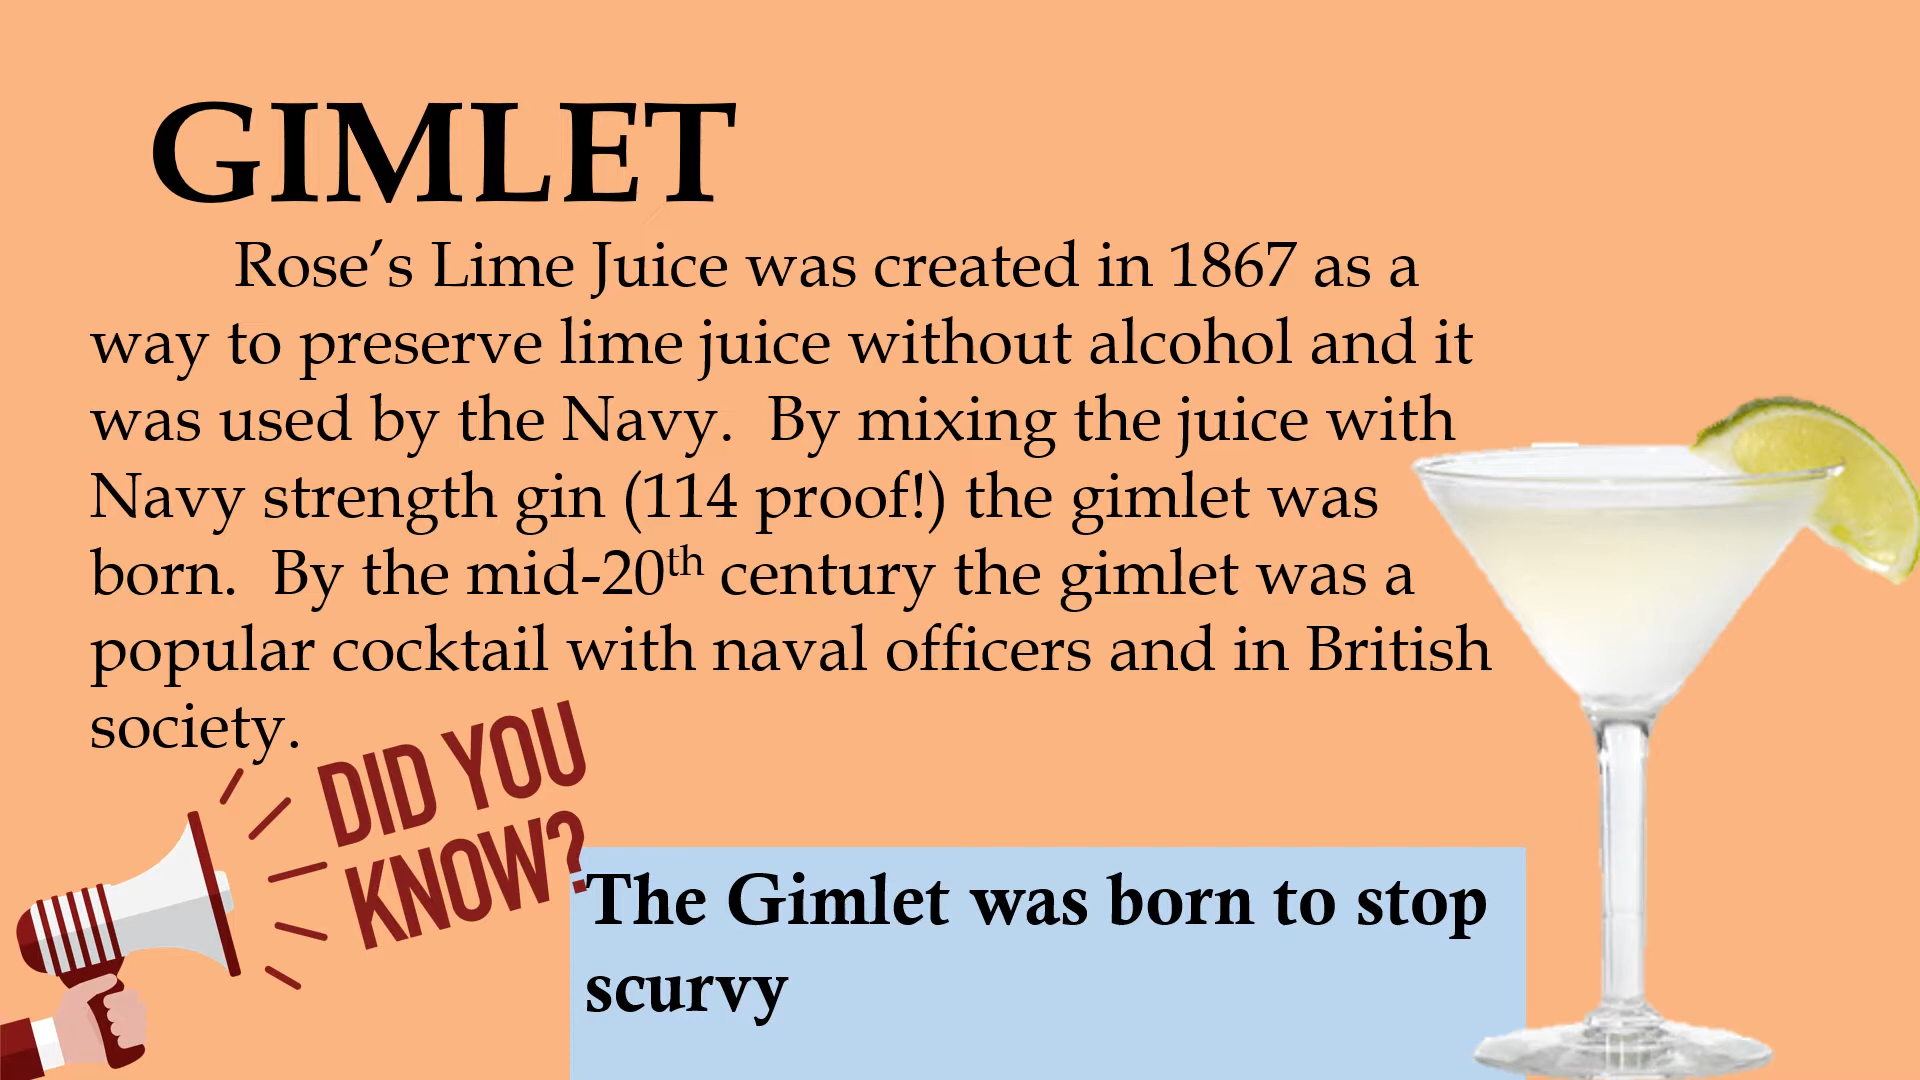 GIMLET
Rose’s Lime Juice was created in 1867 as a
way to preserve lime juice without alcohol and it
was used by the Navy.  By mixing the juice with
Navy strength gin (114 proof!) the gimlet was
born.  By the mid-20th century the gimlet was a
popular cocktail with naval officers and in British
society.
DID YOU
KNOW?
The Gimlet was born to stop
scurvy